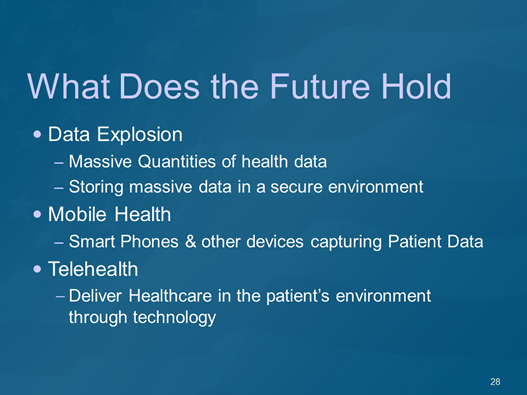 What Does the Future Hold
• Data Explosion
– Massive Quantities of health data
– Storing massive data in a secure environment
• Mobile Health
– Smart Phones & other devices capturing Patient Data
• Telehealth
– Deliver Healthcare in the patient’s environment
through technology
28